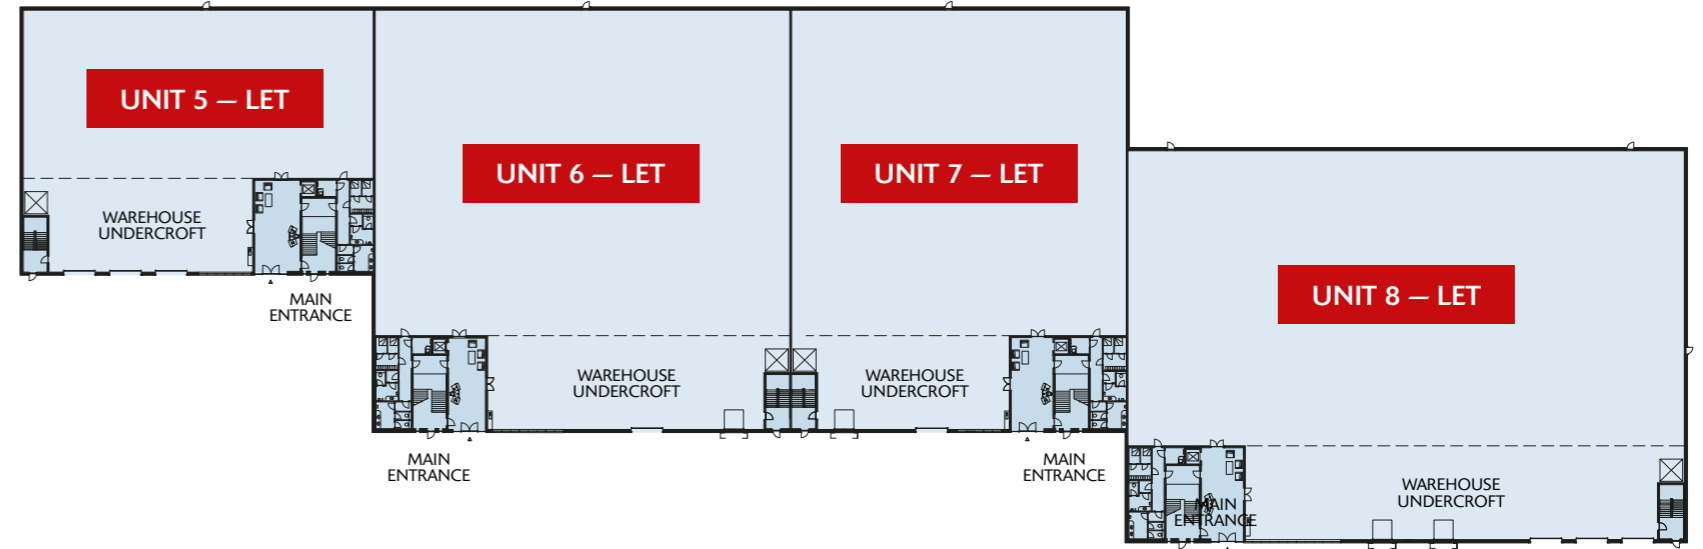 UNIT 5 – LET
WAREHOUSE
UNDERCROFT
MAIN
ENTRANCE
UNIT 6 – LET
WAREHOUSE
UNDERCROFT
MAIN
ENTRANCE
UNIT 7 – LET
WAREHOUSE
UNDERCROFT
MAIN
ENTRANCE
UNIT 8 – LET
WAREHOUSE
UNDERCROFT
MAIN
ENTRANCE